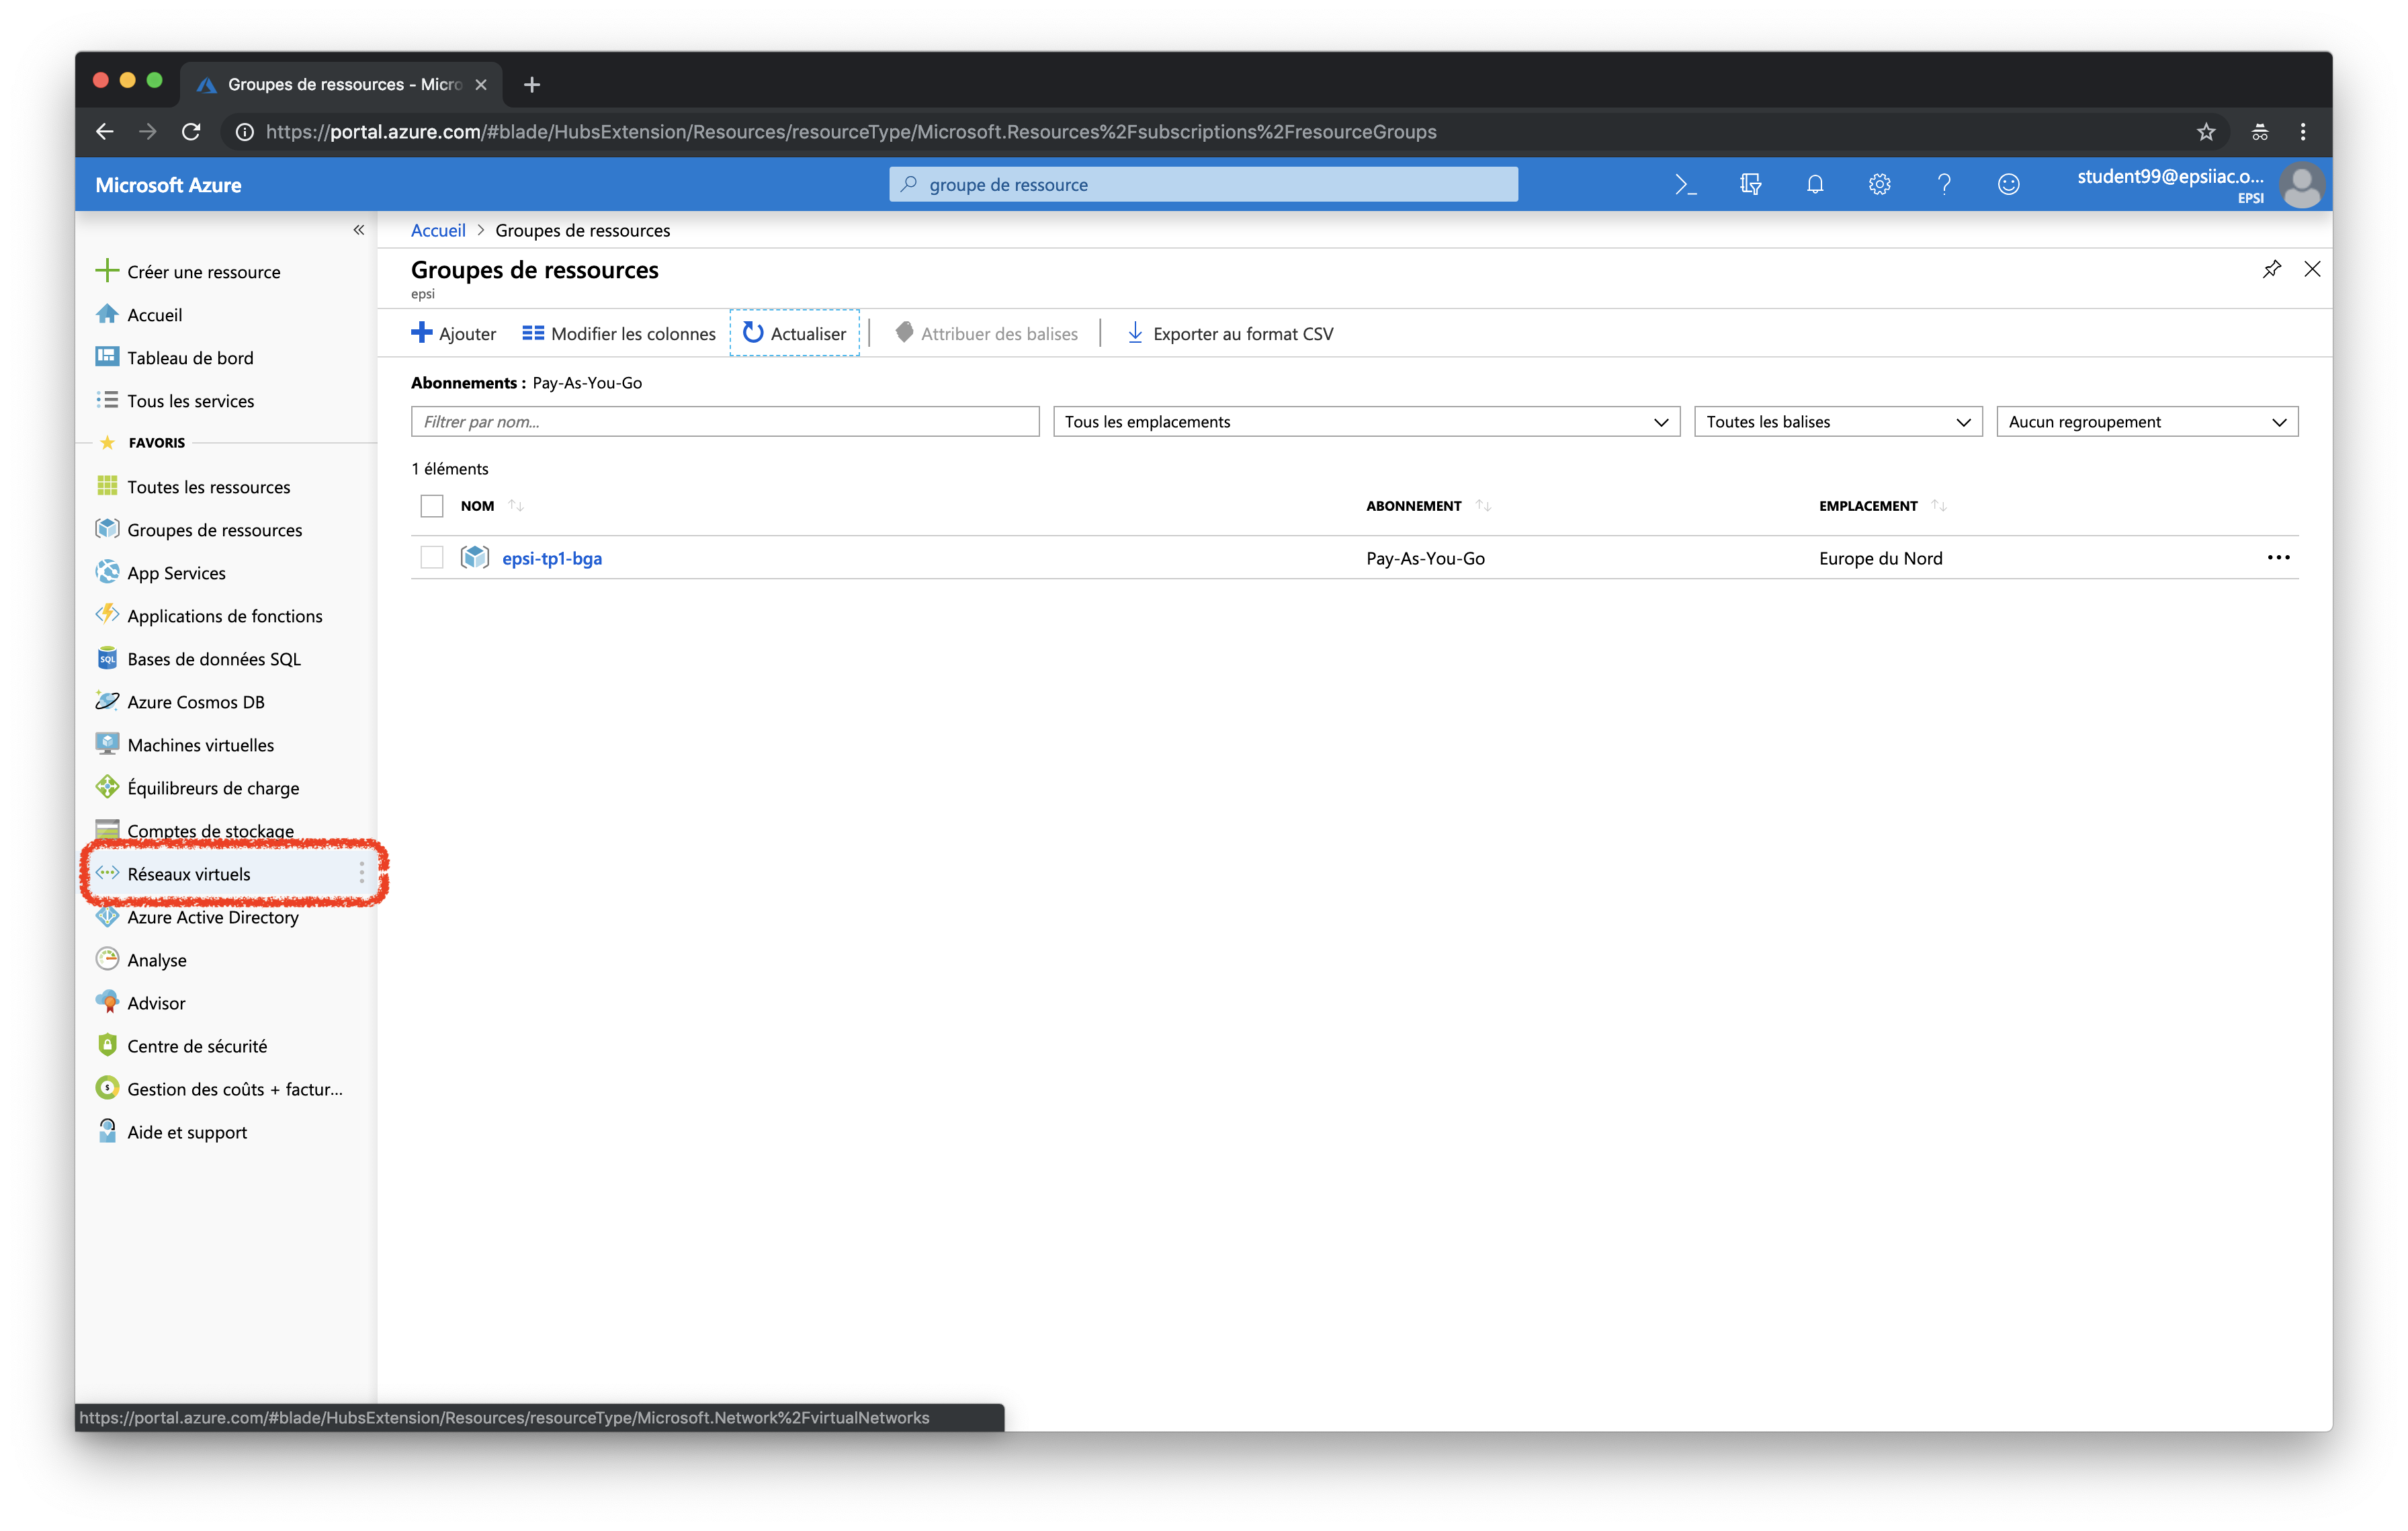 Groupes de ressources - Micro
https://portal.azure.com/#blade/HubsExtension/Resources/resourceType/Microsoft.Resources%2Fsubscriptions%2FresourceGroups
Microsoft Azure
groupe de ressource
student99@epsiiac.o...
EPSI
Créer une ressource
Accueil
Tableau de bord
Tous les services
FAVORIS
Toutes les ressources
Groupes de ressources
App Services
Applications de fonctions
SQL
Bases de données SQL
Azure Cosmos DB
Machines virtuelles
Équilibreurs de charge
Comptes de stockage
Réseaux virtuels
Azure Active Directory
Analyse
Advisor
Centre de sécurité
Gestion des coûts + factur...
Aide et support
Accueil > Groupes de ressources
Groupes de ressources
epsi
Ajouter
Modifier les colonnes
Actualiser
Attribuer des balises
Exporter au format CSV
Abonnements : Pay-As-You-Go
Filtrer par nom...
Tous les emplacements
Toutes les balises
Aucun regroupement
1 éléments
NOM
ABONNEMENT
EMPLACEMENT
epsi-tp1-bga
Pay-As-You-Go
Europe du Nord
https://portal.azure.com/#blade/HubsExtension/Resources/resourceType/Microsoft.Network%2FvirtualNetworks